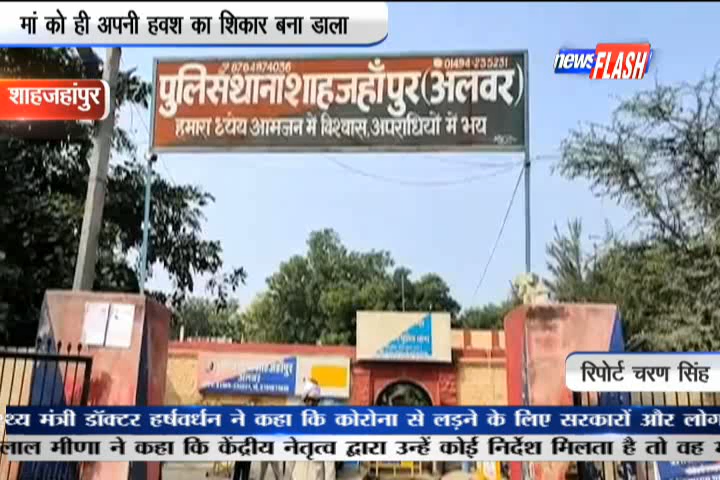 मां को ही अपनी हवश का शिकार बना डाला
news FLASH
शाहजहांपुर
8764874036
01494-235231
पुलिस थाना शाहजहाँपुर (अलवर)
हमारा ध्येय आमजन में विश्वास, अपराधियों में भय
रिपोर्ट चरण सिंह
थ्य मंत्री डॉक्टर हर्षवर्धन ने कहा कि कोरोना से लड़ने के लिए सरकारों और लोग
लाल मीणा ने कहा कि केंद्रीय नेतृत्व द्वारा उन्हें कोई निर्देश मिलता है तो वह